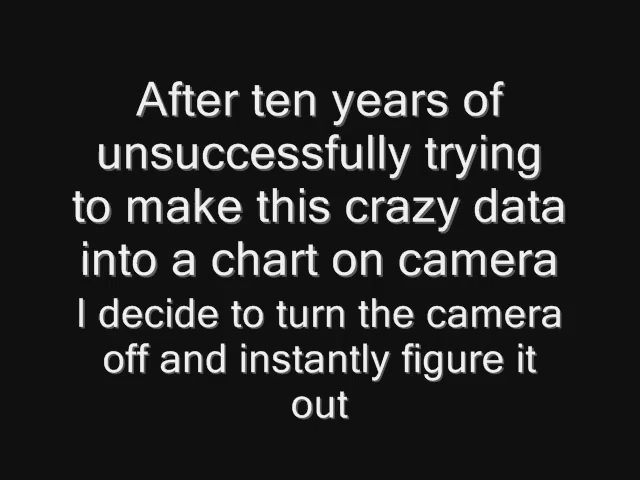 After ten years of
unsuccessfully trying
to make this crazy data
into a chart on camera
I decide to turn the camera
off and instantly figure it
out